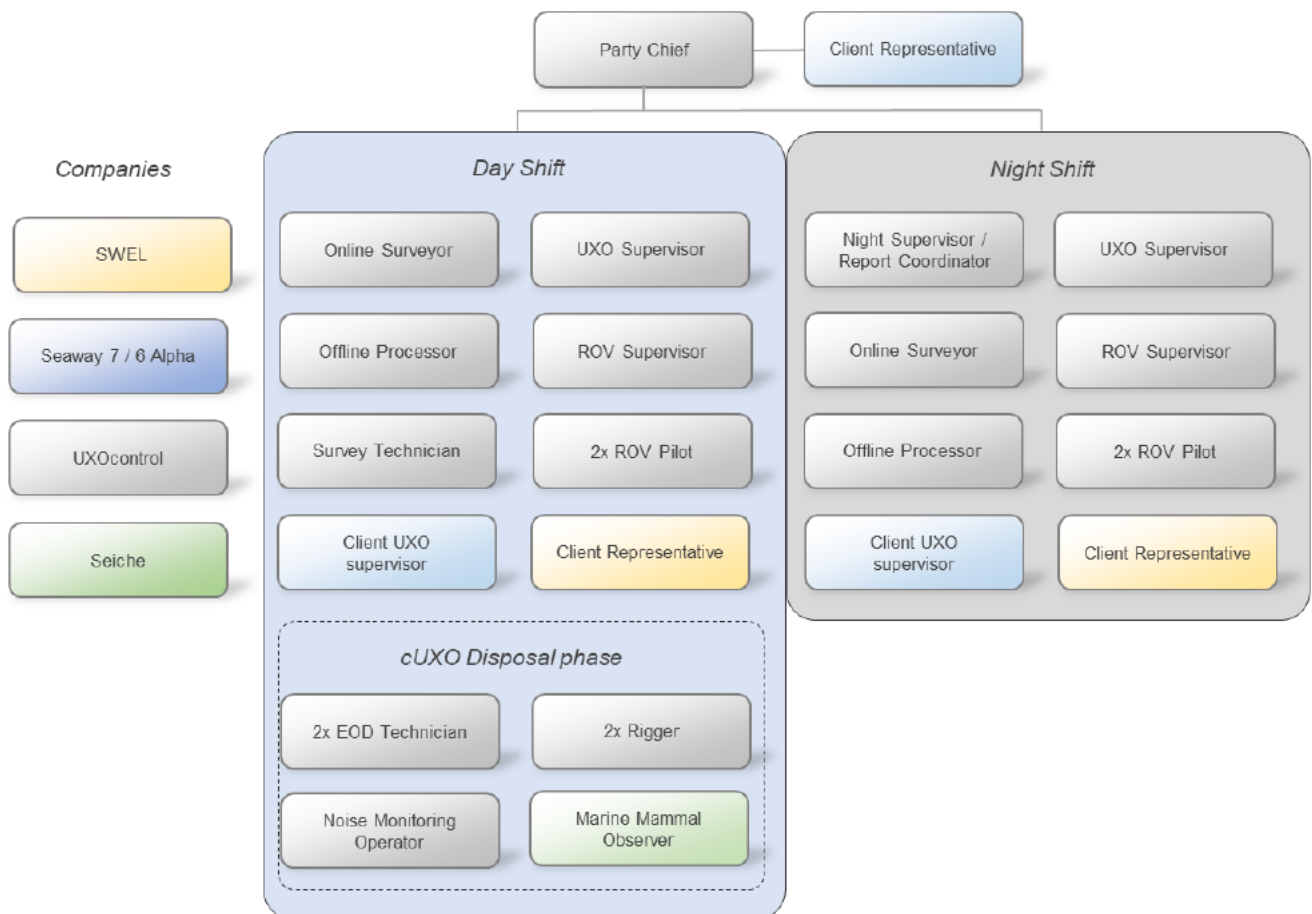 Party Chief
Client Representative
Companies
SWEL
Seaway 7 / 6 Alpha
UXOcontrol
Seiche
Day Shift
Online Surveyor
UXO Supervisor
Offline Processor
ROV Supervisor
Survey Technician
2x ROV Pilot
Client UXO
supervisor
Client Representative
cUXO Disposal phase
2x EOD Technician
2x Rigger
Noise Monitoring
Operator
Marine Mammal
Observer
Night Shift
Night Supervisor /
Report Coordinator
UXO Supervisor
Online Surveyor
ROV Supervisor
Offline Processor
2x ROV Pilot
Client UXO
supervisor
Client Representative